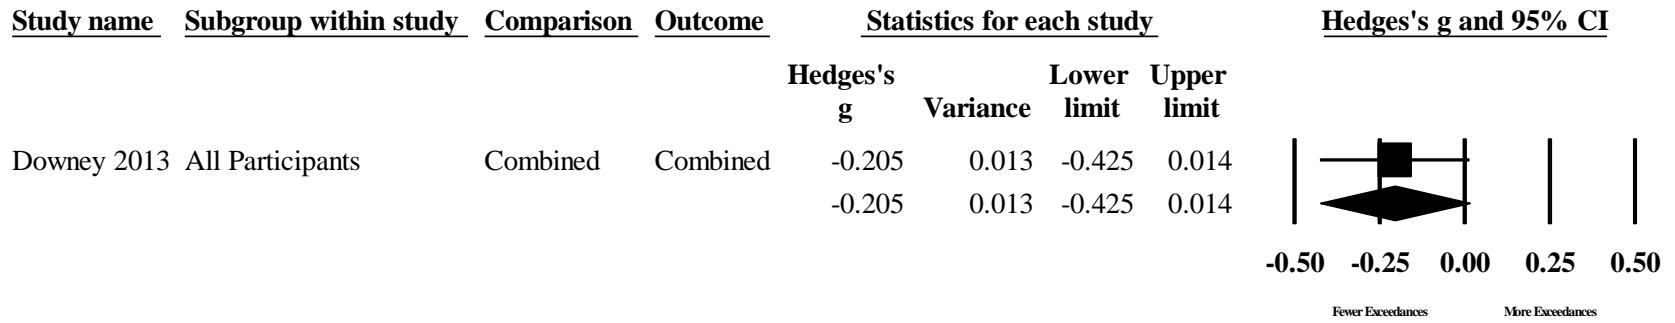 Study name Subgroup within study Comparison Outcome Statistics for each study Hedges's g and 95% CI
Hedges's Lower Upper
g Variance limit limit
Downey 2013 All Participants Combined Combined -0.205 0.013 -0.425 0.014
-0.205 0.013 -0.425 0.014
-0.50 -0.25 0.00 0.25 0.50
Fewer Exceedances More Exceedances